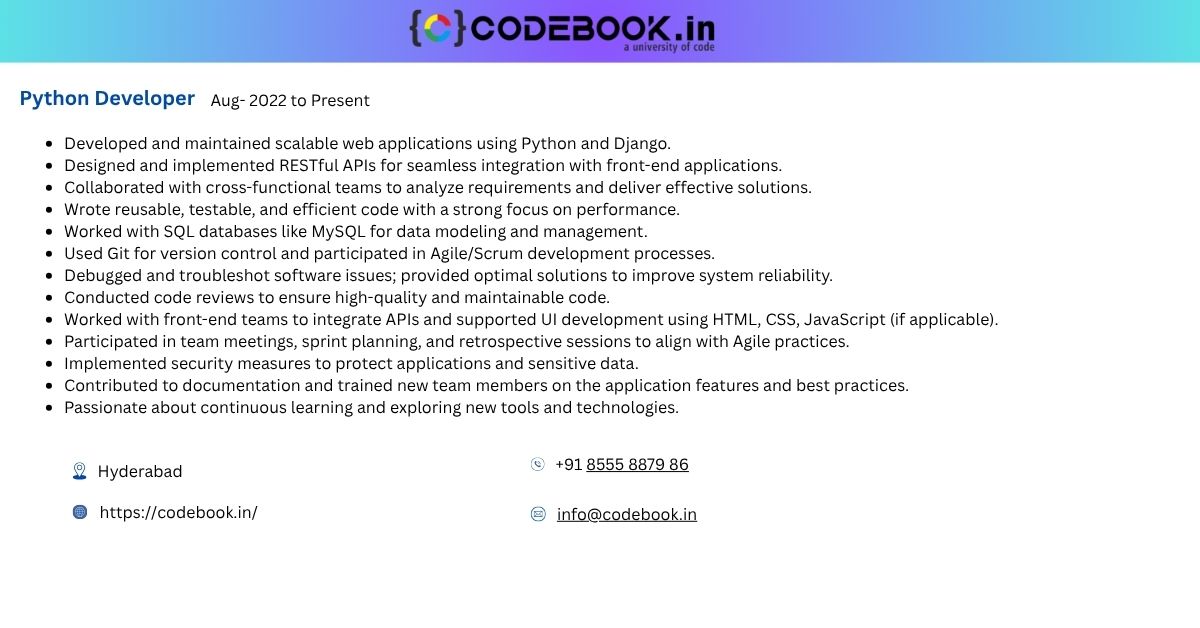 {C}CODEBOOK.in
a university of code
Python Developer Aug- 2022 to Present
• Developed and maintained scalable web applications using Python and Django.
• Designed and implemented RESTful APIs for seamless integration with front-end applications.
• Collaborated with cross-functional teams to analyze requirements and deliver effective solutions.
• Wrote reusable, testable, and efficient code with a strong focus on performance.
• Worked with SQL databases like MySQL for data modeling and management.
• Used Git for version control and participated in Agile/Scrum development processes.
• Debugged and troubleshot software issues; provided optimal solutions to improve system reliability.
• Conducted code reviews to ensure high-quality and maintainable code.
• Worked with front-end teams to integrate APIs and supported UI development using HTML, CSS, JavaScript (if applicable).
• Participated in team meetings, sprint planning, and retrospective sessions to align with Agile practices.
• Implemented security measures to protect applications and sensitive data.
• Contributed to documentation and trained new team members on the application features and best practices.
• Passionate about continuous learning and exploring new tools and technologies.
Hyderabad
+91 8555 8879 86
https://codebook.in/
info@codebook.in